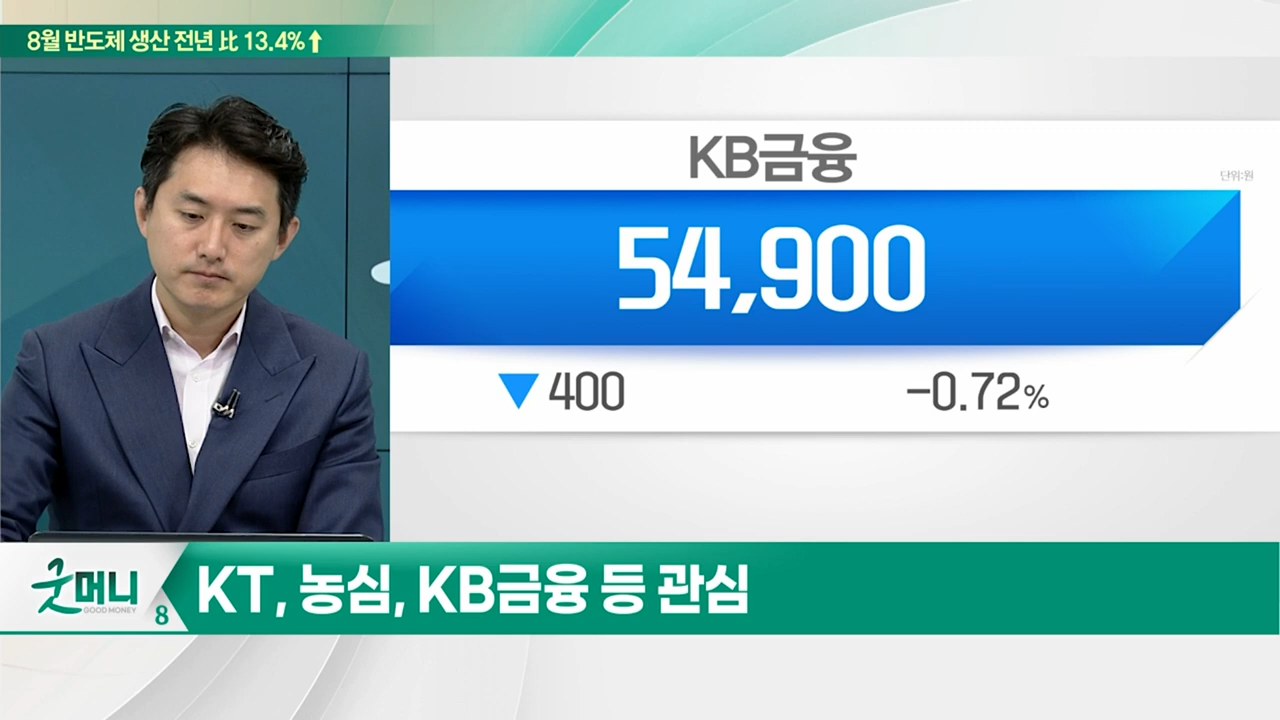 8월 반도체 생산 전년 比 13.4%⬆
KB금융
단위:원
54,900
▼400
-0.72%
굿머니
GOOD MONEY
8
KT, 농심, KB금융 등 관심